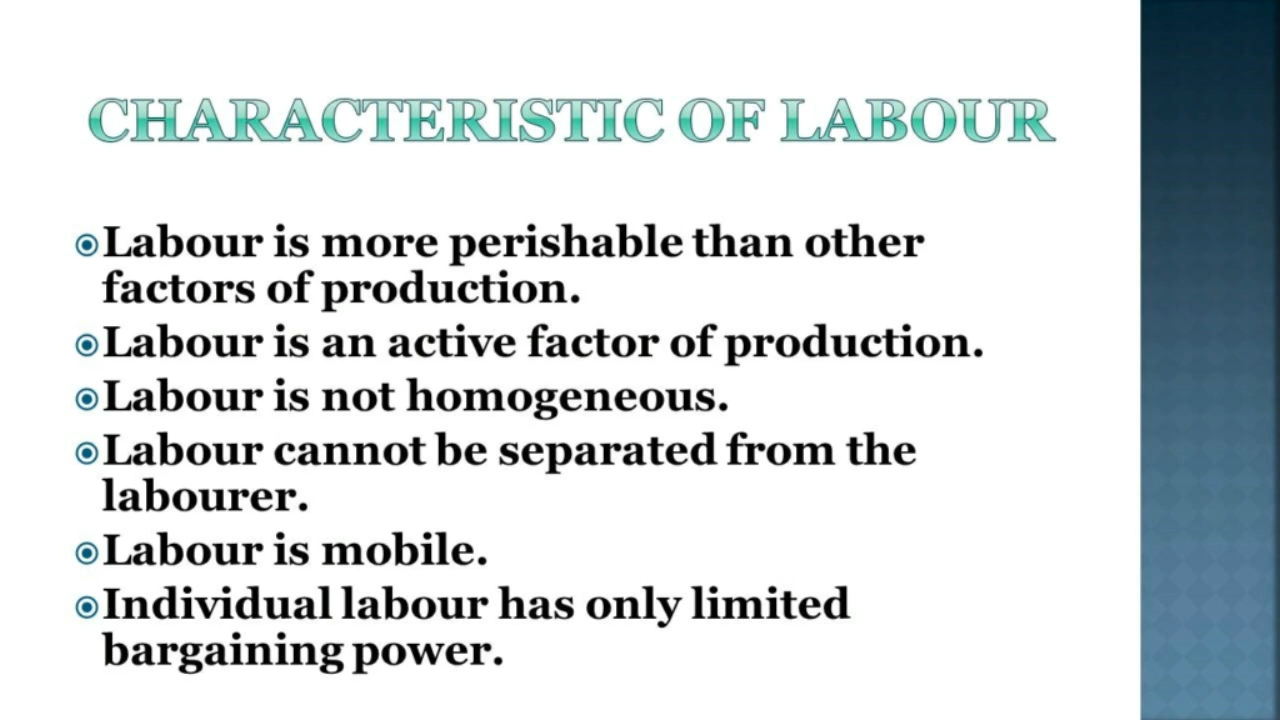 CHARACTERISTIC OF LABOUR
Labour is more perishable than other
factors of production.
Labour is an active factor of production.
Labour is not homogeneous.
Labour cannot be separated from the
labourer.
Labour is mobile.
Individual labour has only limited
bargaining power.